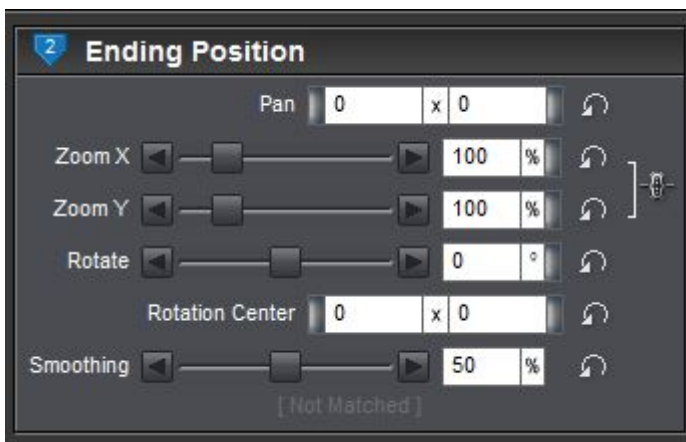 2 Ending Position
Pan 0 x 0
Zoom X 100 %
Zoom Y 100 %
Rotate 0 °
Rotation Center 0 x 0
Smoothing 50 %
[ Not Matched ]